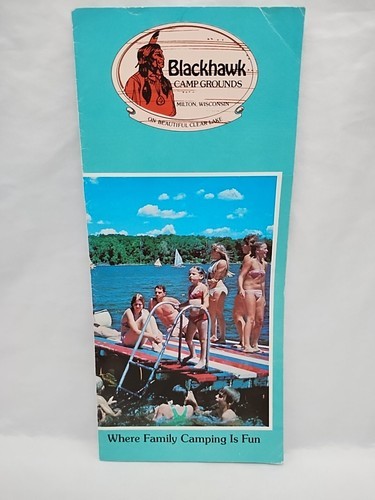 Blackhawk
CAMP GROUNDS
MILTON, WISCONSIN
ON BEAUTIFUL CLEAR LAKE
Where Family Camping Is Fun